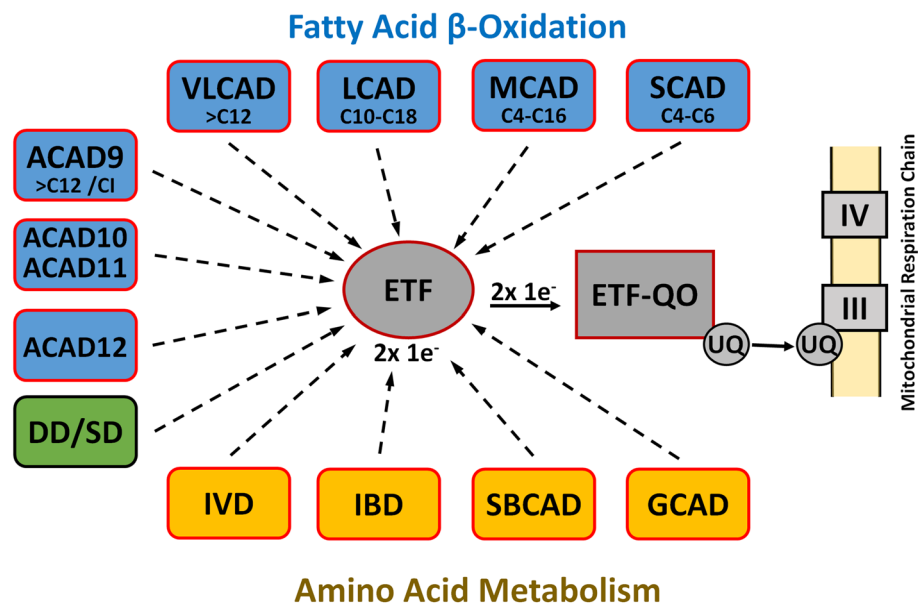 Fatty Acid β-Oxidation
VLCAD
>C12
LCAD
C10-C18
MCAD
C4-C16
SCAD
C4-C6
ACAD9
>C12 /CI
ACAD10
ACAD11
ACAD12
DD/SD
ETF
2x 1e-
2x 1e-
ETF-QO
UQ
UQ
IV
III
Mitochondrial Respiration Chain
IVD
IBD
SBCAD
GCAD
Amino Acid Metabolism